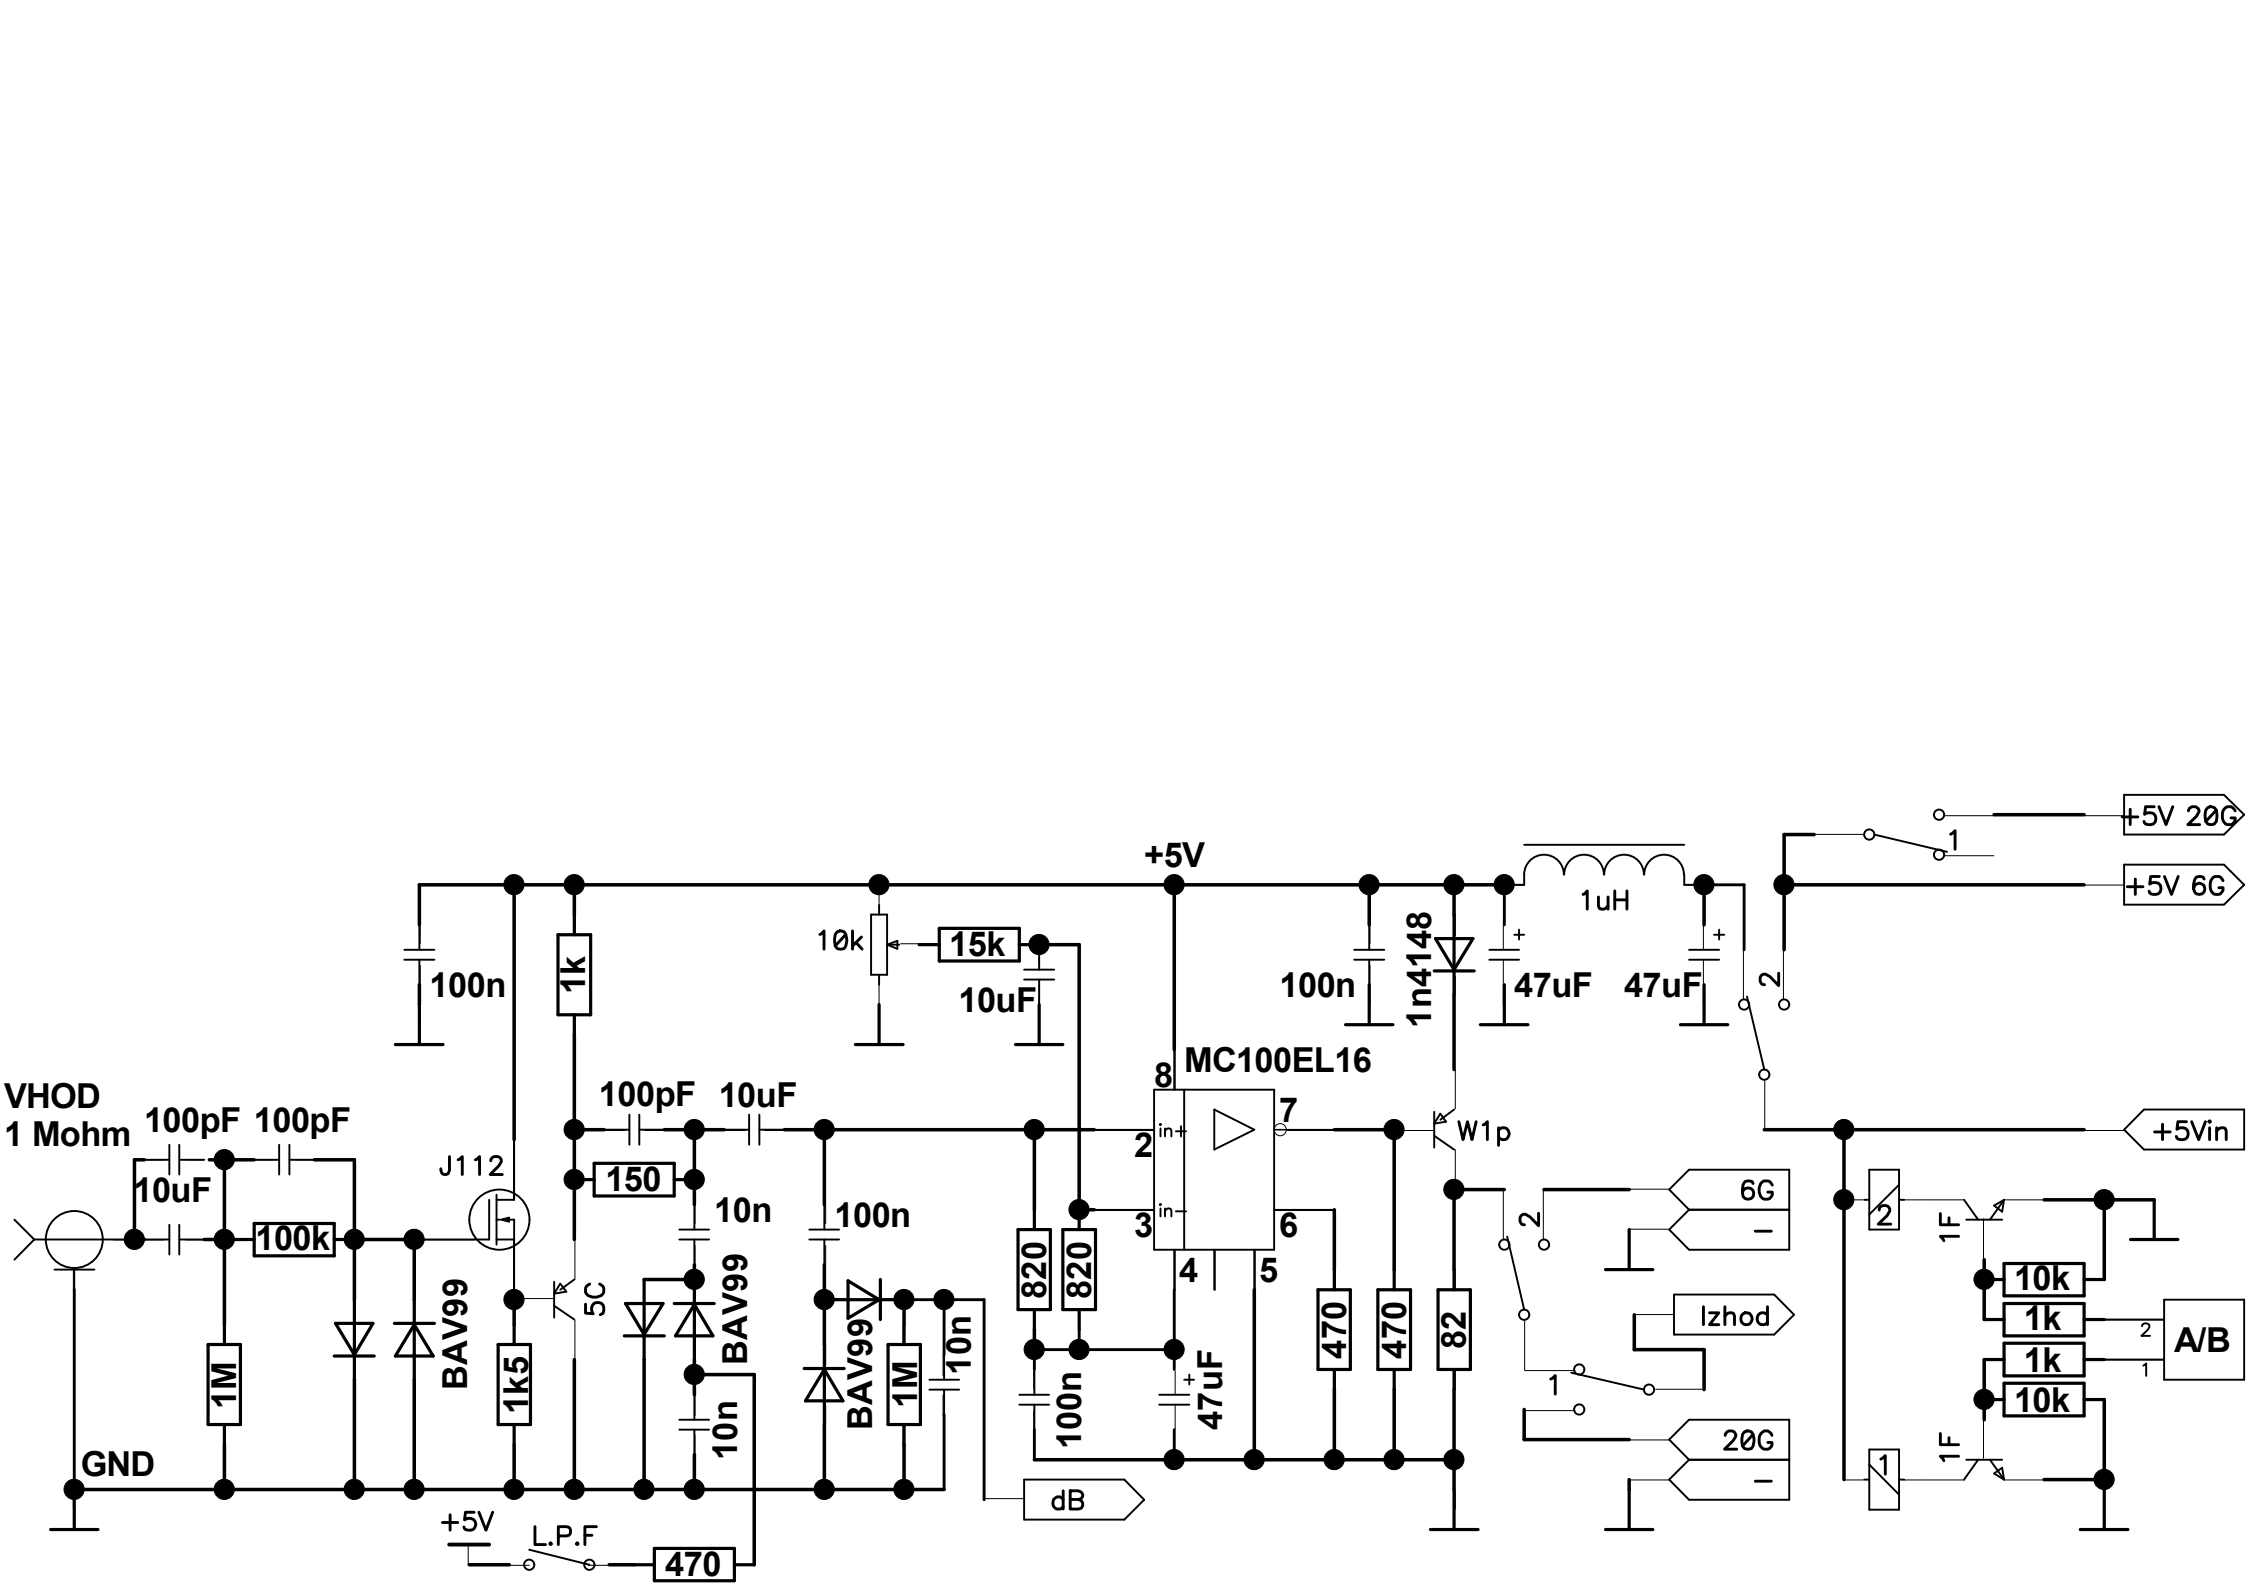 +5V 20G
1
+5V
+5V 6G
1uH
10k
15k
1k
100n
10uF
100n
1n4148
+
47uF
+
47uF
2
MC100EL16
8
VHOD
1 Mohm
100pF
100pF
100pF
10uF
in+
2
7
W1p
+5Vin
J112
10uF
150
6G
–
2
1F
2
10n
100n
in–
3
6
100k
820
820
4
5
10k
5C
BAV99
BAV99
Izhod
1k
2
A/B
1k
1
10k
470
470
82
1M
1k5
BAV99
1M
10n
100n
+
47uF
1
10n
20G
–
1F
1
GND
dB
+5V
L.P.F
470